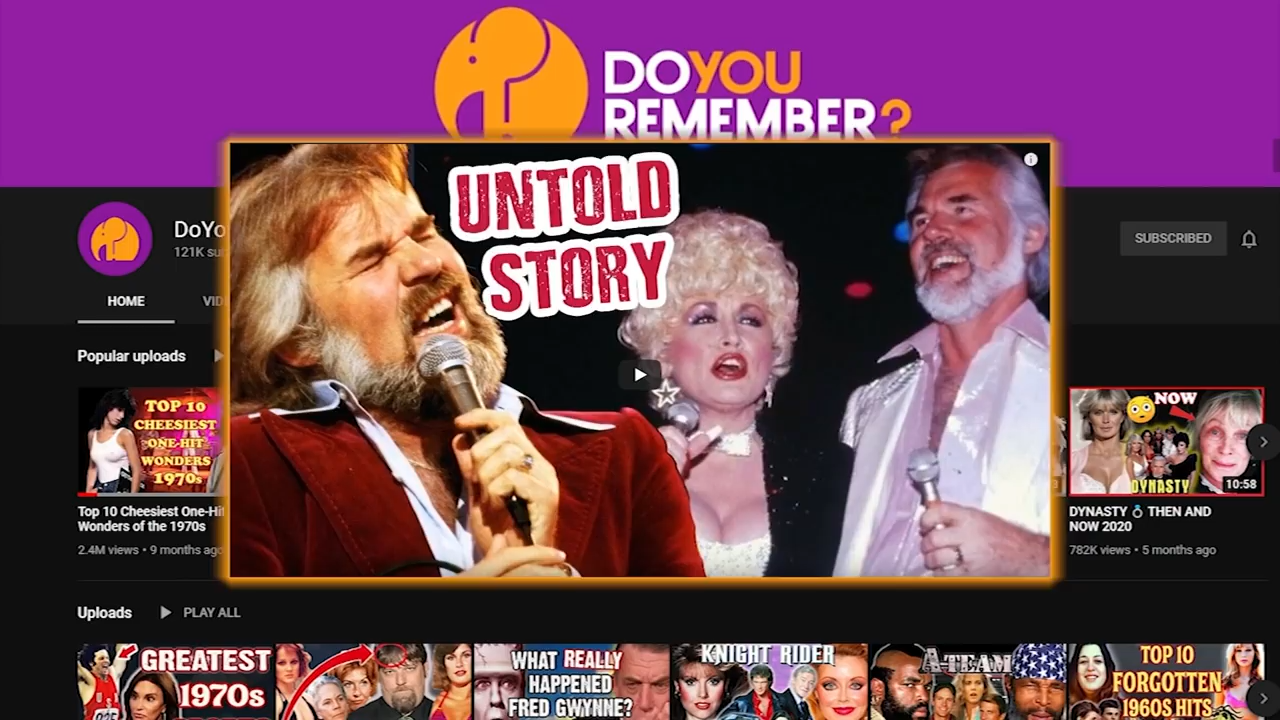 DOYOU
REMEMBER?
UNTOLD
STORY
DoYo
121K su
SUBSCRIBED
HOME
VID
Popular uploads
TOP 10
CHEESIEST
ONE-HIT
WONDERS
1970s
NOW
DYNASTY
10:58
Top 10 Cheesiest One-Hi
Wonders of the 1970s
2.4M views • 9 months ago
DYNASTY 💍 THEN AND
NOW 2020
782K views • 5 months ago
Uploads
PLAY ALL
GREATEST
1970s
WHAT REALLY
HAPPENED
FRED GWYNNE?
KNIGHT RIDER
A-TEAM
TOP 10
FORGOTTEN
1960S HITS